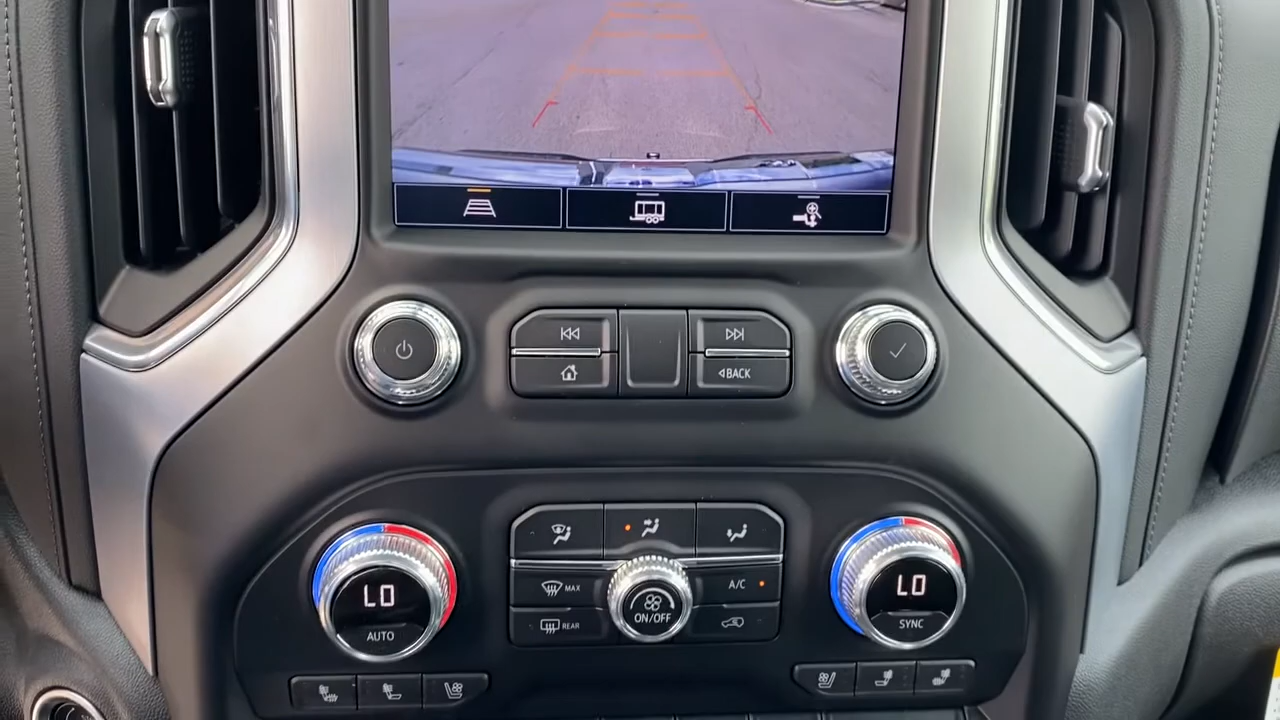 BACK
LO
AUTO
MAX
REAR
ON/OFF
A/C
LO
SYNC